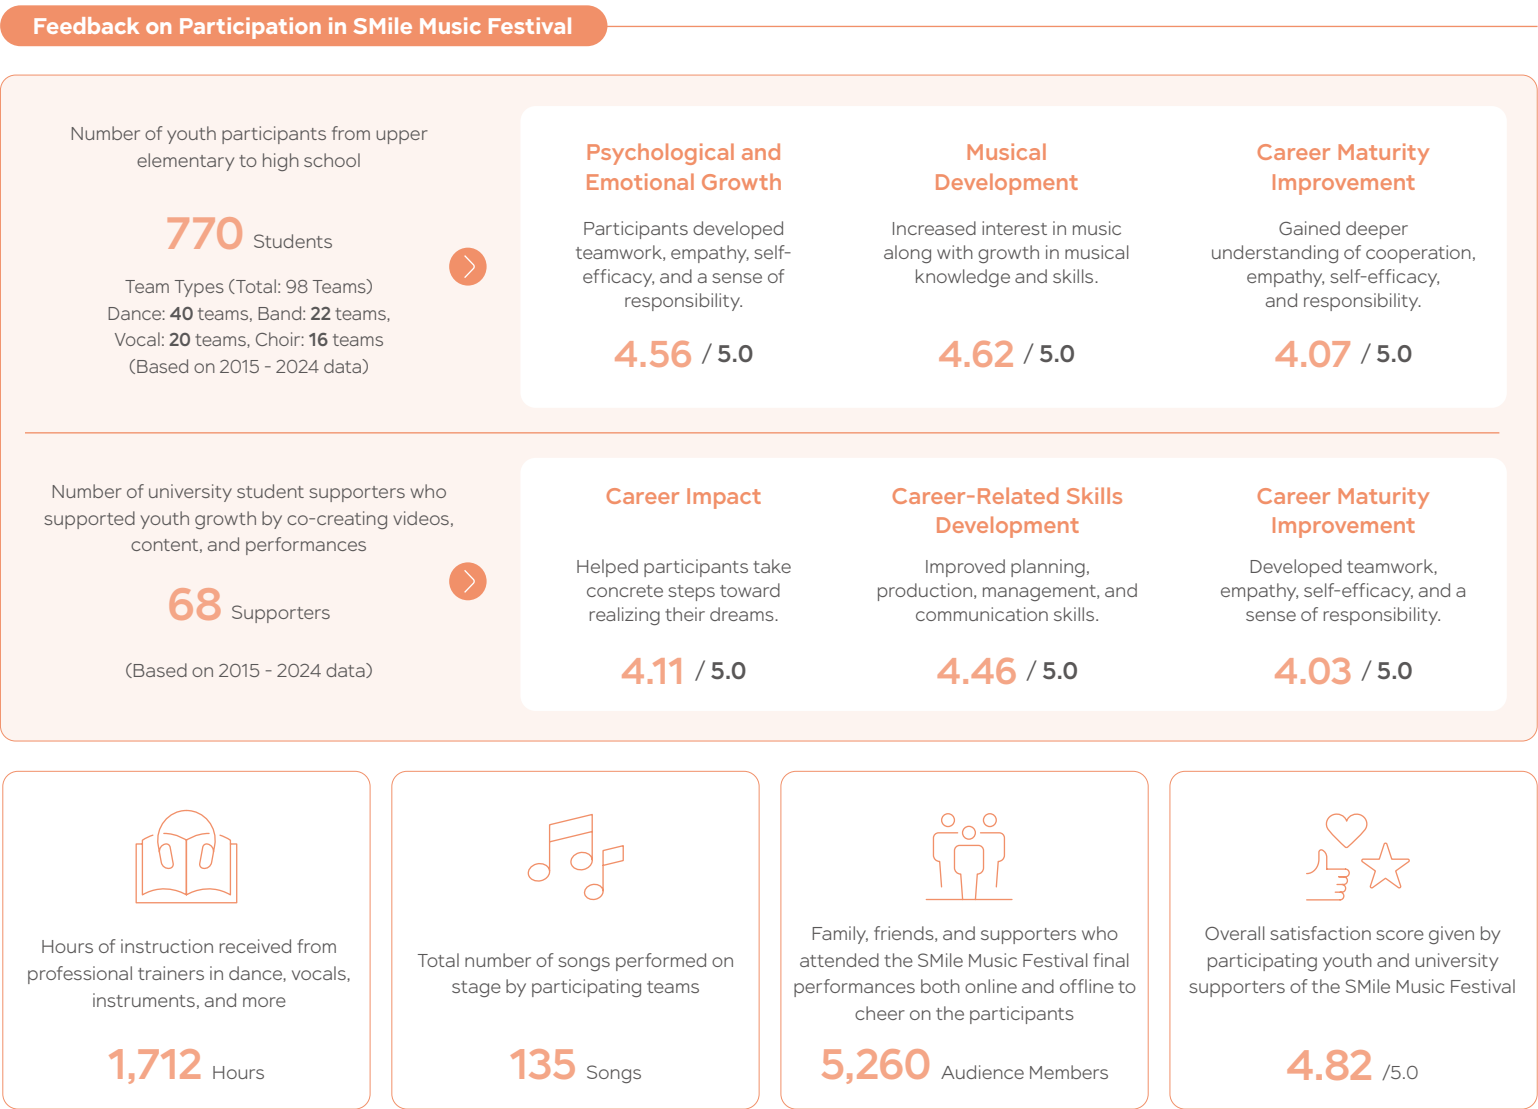 Feedback on Participation in SMile Music Festival
Number of youth participants from upper
elementary to high school
770 Students
Team Types (Total: 98 Teams)
Dance: 40 teams, Band: 22 teams,
Vocal: 20 teams, Choir: 16 teams
(Based on 2015 - 2024 data)
Psychological and
Emotional Growth
Participants developed
teamwork, empathy, self-
efficacy, and a sense of
responsibility.
4.56 / 5.0
Musical
Development
Increased interest in music
along with growth in musical
knowledge and skills.
4.62 / 5.0
Career Maturity
Improvement
Gained deeper
understanding of cooperation,
empathy, self-efficacy,
and responsibility.
4.07 / 5.0
Number of university student supporters who
supported youth growth by co-creating videos,
content, and performances
68 Supporters
(Based on 2015 - 2024 data)
Career Impact
Helped participants take
concrete steps toward
realizing their dreams.
4.11 / 5.0
Career-Related Skills
Development
Improved planning,
production, management, and
communication skills.
4.46 / 5.0
Career Maturity
Improvement
Developed teamwork,
empathy, self-efficacy, and a
sense of responsibility.
4.03 / 5.0
Hours of instruction received from
professional trainers in dance, vocals,
instruments, and more
1,712 Hours
Total number of songs performed on
stage by participating teams
135 Songs
Family, friends, and supporters who
attended the SMile Music Festival final
performances both online and offline to
cheer on the participants
5,260 Audience Members
Overall satisfaction score given by
participating youth and university
supporters of the SMile Music Festival
4.82 /5.0